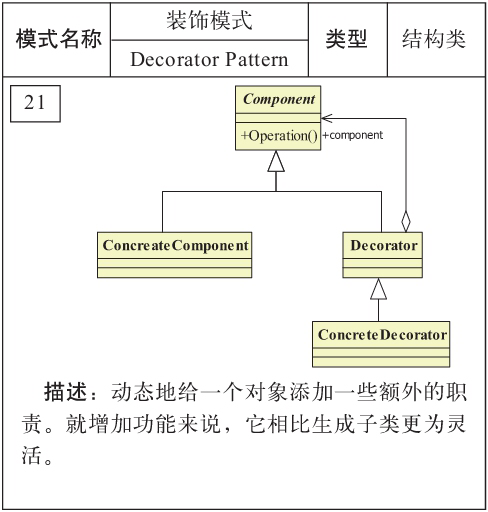 模式名称
装饰模式
Decorator Pattern
类型
结构类
21
Component
+Operation()
+component
ConcreateComponent
Decorator
ConcreteDecorator
描述：动态地给一个对象添加一些额外的职
责。就增加功能来说，它相比生成子类更为灵
活。